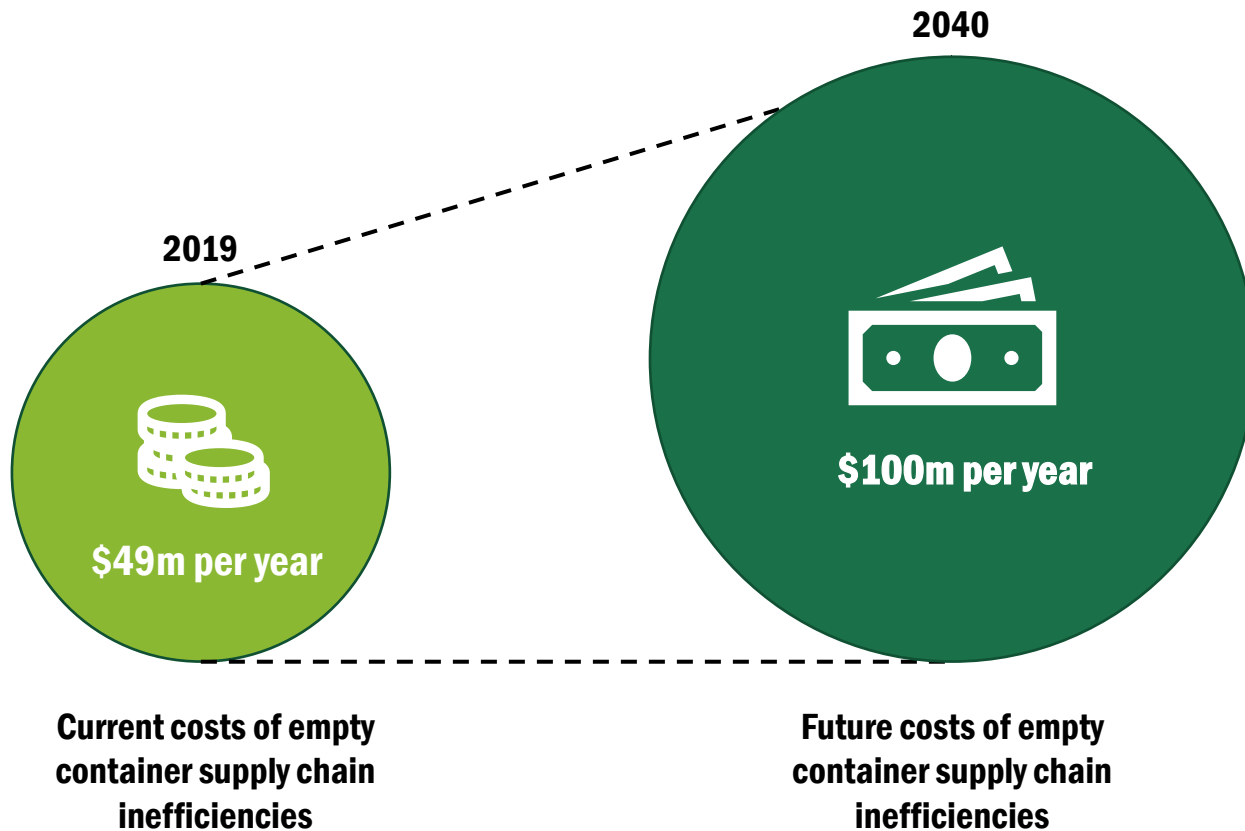 2019
$49m per year
Current costs of empty
container supply chain
inefficiencies
2040
$100m per year
Future costs of empty
container supply chain
inefficiencies